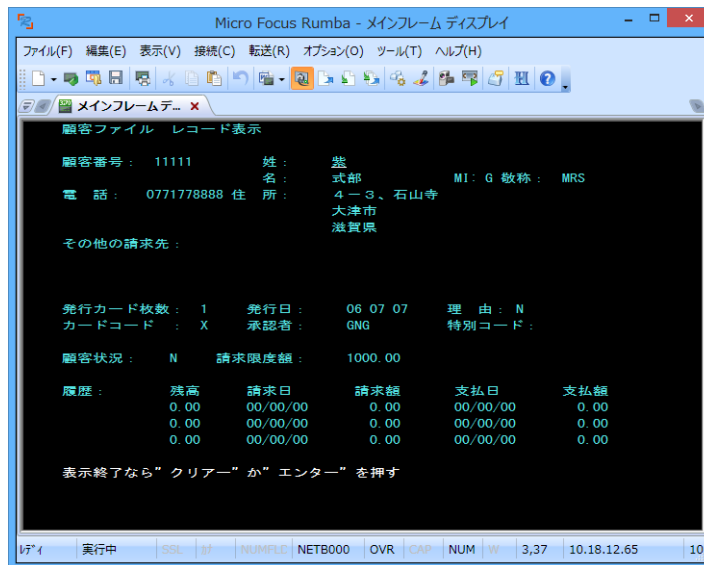 Micro Focus Rumba - メインフレーム ディスプレイ
ファイル(F) 編集(E) 表示(V) 接続(C) 転送(R) オプション(O) ツール(T) ヘルプ(H)
メインフレームデ...
顧客ファイル レコード表示
顧客番号： 11111 姓： 紫
名： 式部 MI：G 敬称： MRS
電 話： 0771778888 住 所： ４－３、石山寺
大津市
滋賀県
その他の請求先：
発行カード枚数： 1 発行日： 06 07 07 理 由：N
カードコード ： X 承認者： GNG 特別コード：
顧客状況： N 請求限度額： 1000.00
履歴： 残高 請求日 請求額 支払日 支払額
0.00 00/00/00 0.00 00/00/00 0.00
0.00 00/00/00 0.00 00/00/00 0.00
0.00 00/00/00 0.00 00/00/00 0.00
表示終了なら”クリアー”か”エンター”を押す
ﾚﾃﾞｨ 実行中 SSL NUMFLD NETB000 OVR CAP NUM W 3,37 10.18.12.65 10